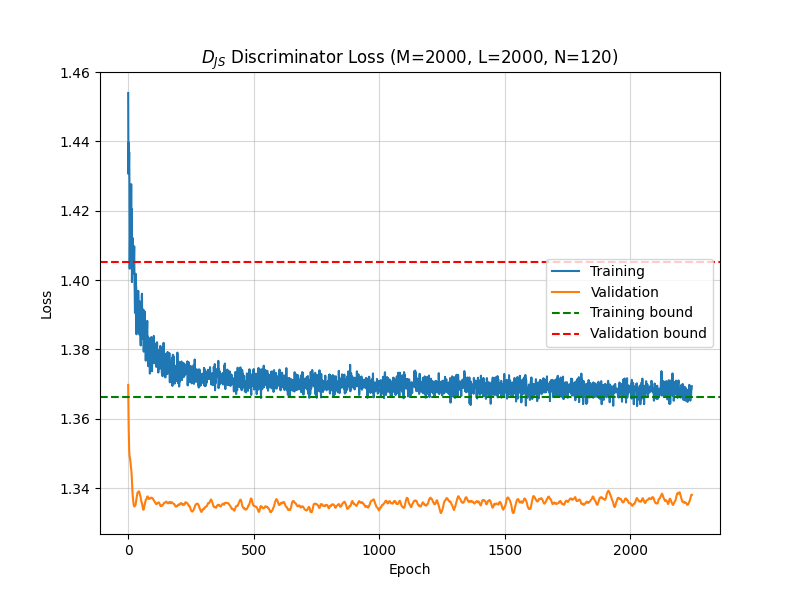 D_JS Discriminator Loss (M=2000, L=2000, N=120)
1.46
1.44
1.42
1.40
1.38
1.36
1.34
Loss
Training
Validation
Training bound
Validation bound
0 500 1000 1500 2000
Epoch